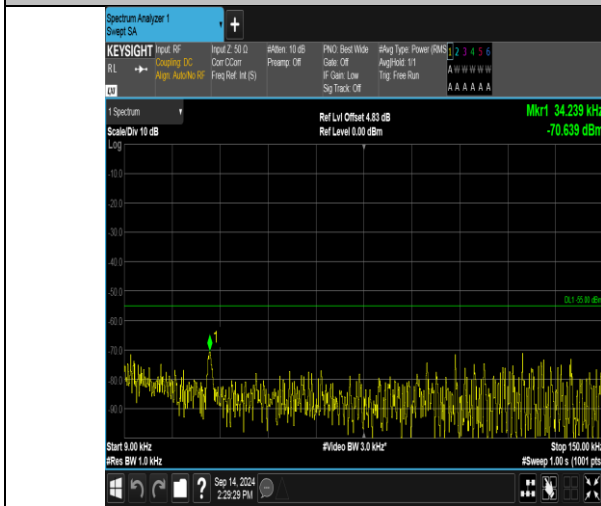 Spectrum Analyzer 1
Swept SA
+
KEYSIGHT
RL
Input: RF
Coupling: DC
Align: Auto/No RF
Input Z: 50 Ω
Corr CCorr
Freq Ref: Int (S)
#Atten: 10 dB
Preamp: Off
PNO: Best Wide
Gate: Off
IF Gain: Low
Sig Track: Off
#Avg Type: Power (RMS
Avg|Hold: 1/1
Trig: Free Run
1 2 3 4 5 6
A W W W W W
A A A A A A
1 Spectrum
Scale/Div 10 dB
Log
Ref Lvl Offset 4.83 dB
Ref Level 0.00 dBm
Mkr1 34.239 kHz
-70.639 dBm
-10.0
-20.0
-30.0
-40.0
-50.0
-60.0
-70.0
-80.0
-90.0
DL1 -55.00 dBm
1
Start 9.00 kHz
#Res BW 1.0 kHz
#Video BW 3.0 kHz*
Stop 150.00 kHz
#Sweep 1.00 s (1001 pts
?
Sep 14, 2024
2:29:29 PM